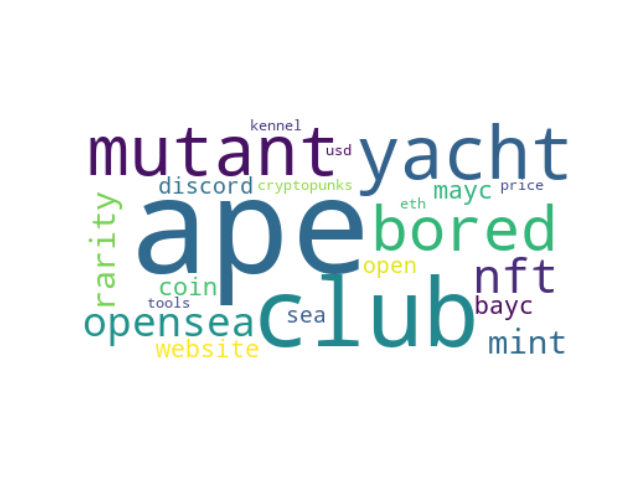 kennel
mutant
yacht
usd
discord
cryptopunks
mayc
price
ape
eth
rarity
bored
open
nft
coin
club
tools
sea
bayc
opensea
website
mint